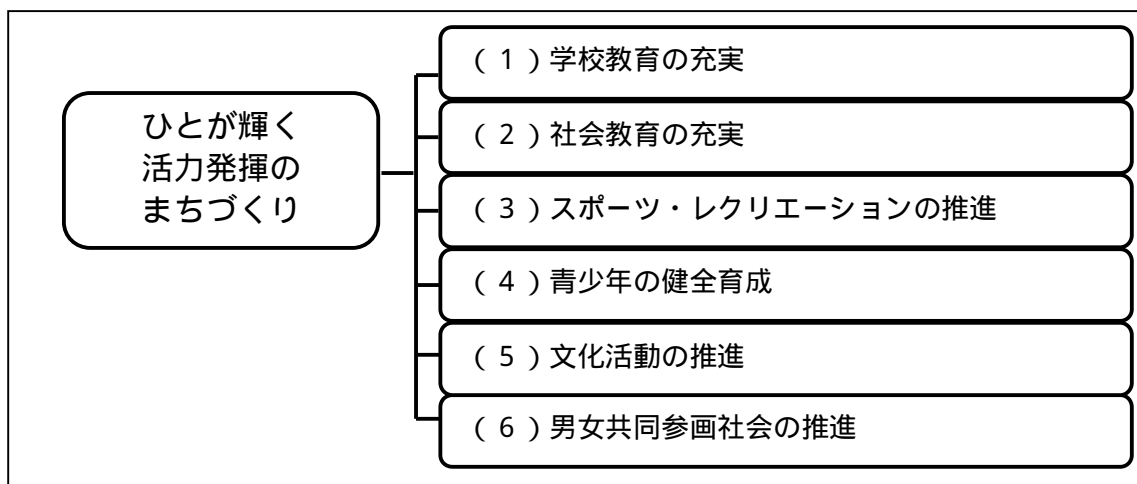 ひとが輝く
活力発揮の
まちづくり
（１）学校教育の充実
（２）社会教育の充実
（３）スポーツ・レクリエーションの推進
（４）青少年の健全育成
（５）文化活動の推進
（６）男女共同参画社会の推進